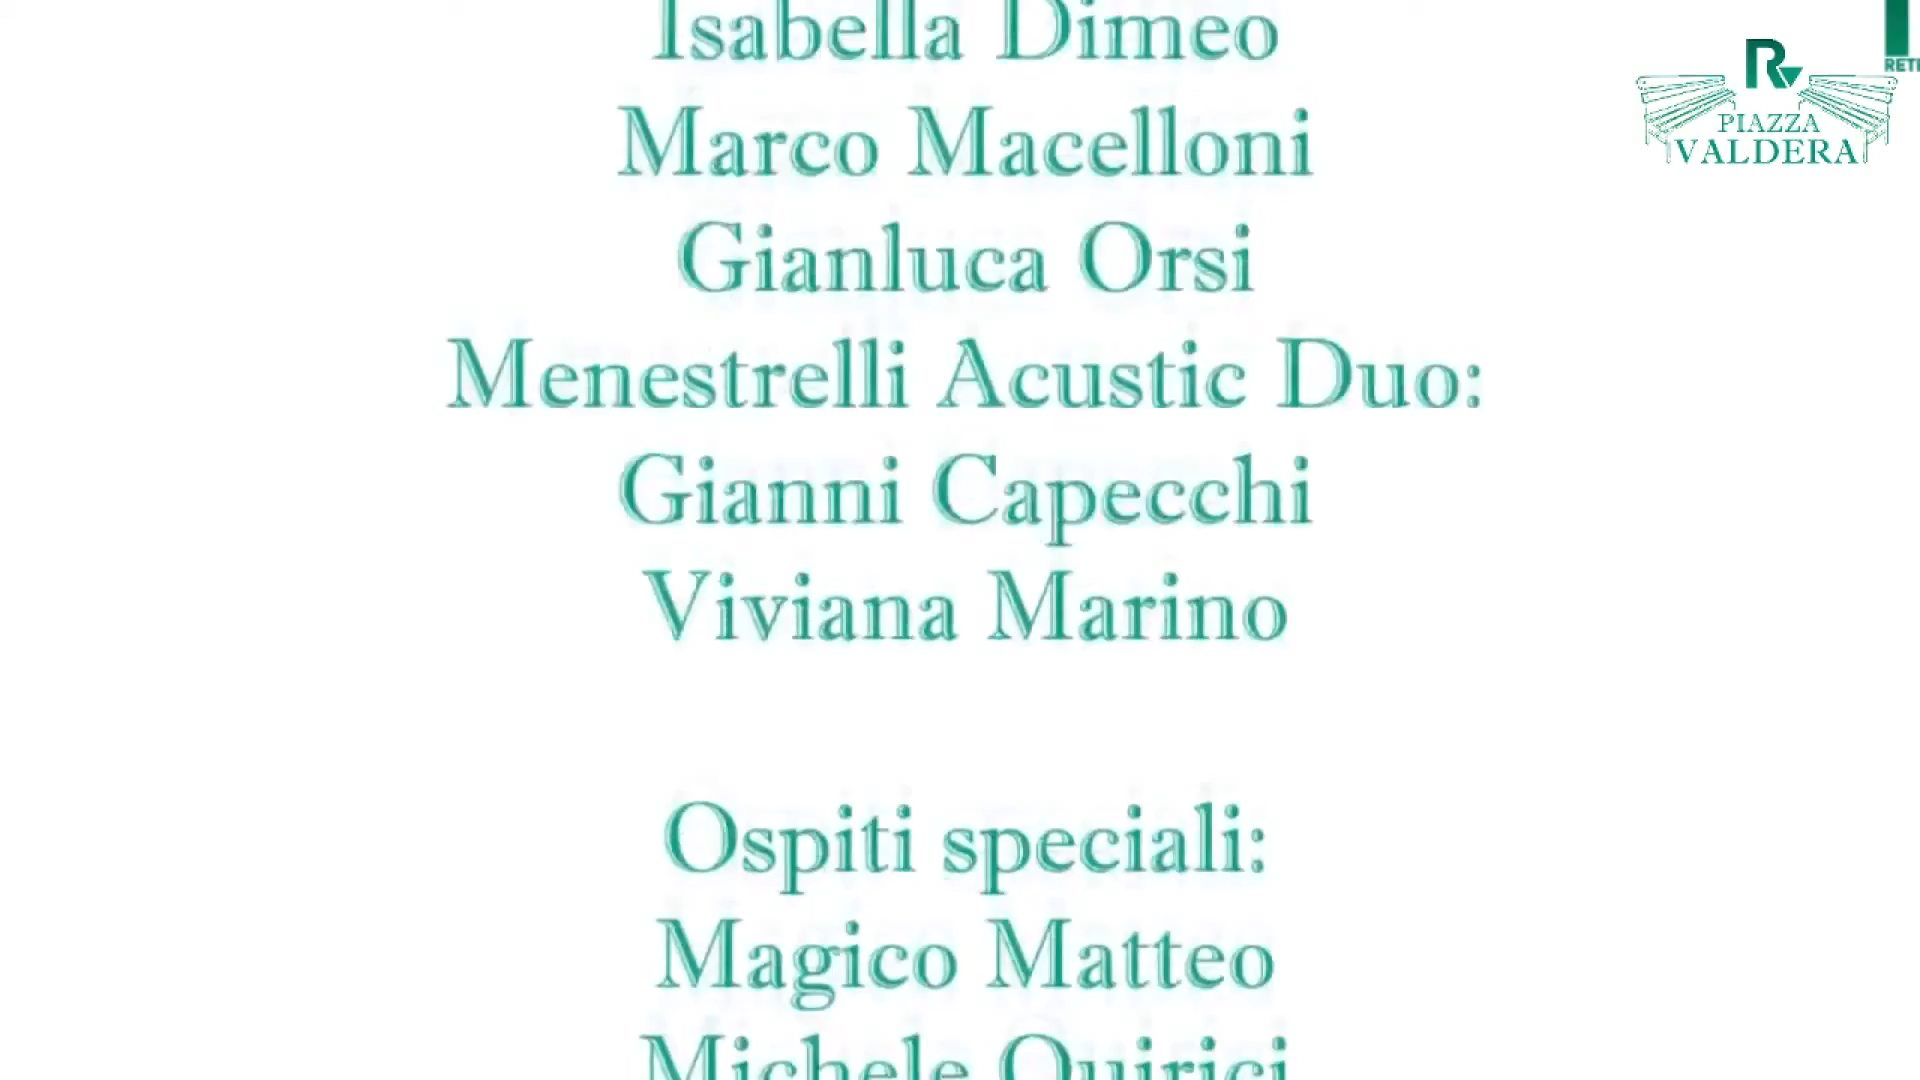 Isabella Dimeo
Marco Macelloni
Gianluca Orsi
Menestrelli Acustic Duo:
Gianni Capecchi
Viviana Marino
Ospiti speciali:
Magico Matteo
Michele Quirici
RV
PIAZZA
VALDERA